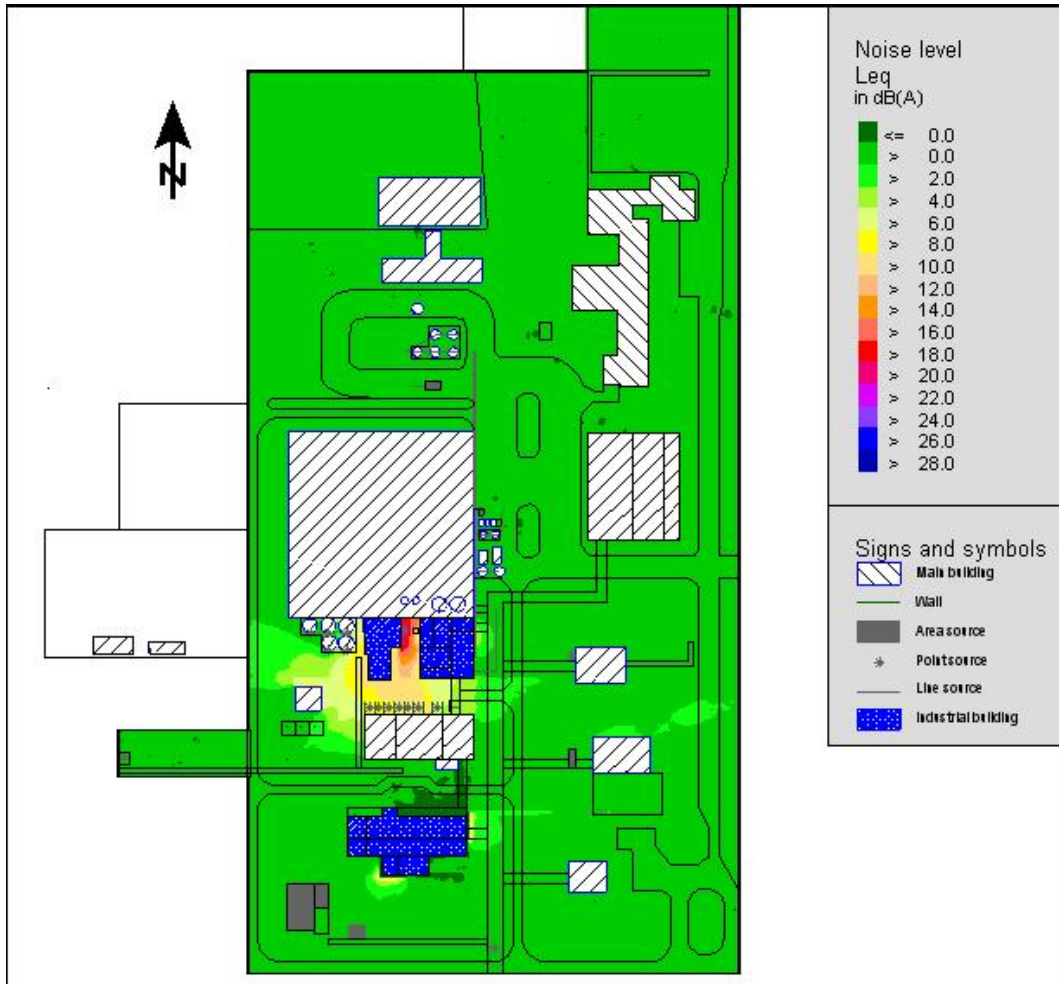 N
Noise level
Leq
in dB(A)
<= 0.0
> 0.0
> 2.0
> 4.0
> 6.0
> 8.0
> 10.0
> 12.0
> 14.0
> 16.0
> 18.0
> 20.0
> 22.0
> 24.0
> 26.0
> 28.0
Signs and symbols
Main building
Wall
Area source
Point source
Line source
Industrial building